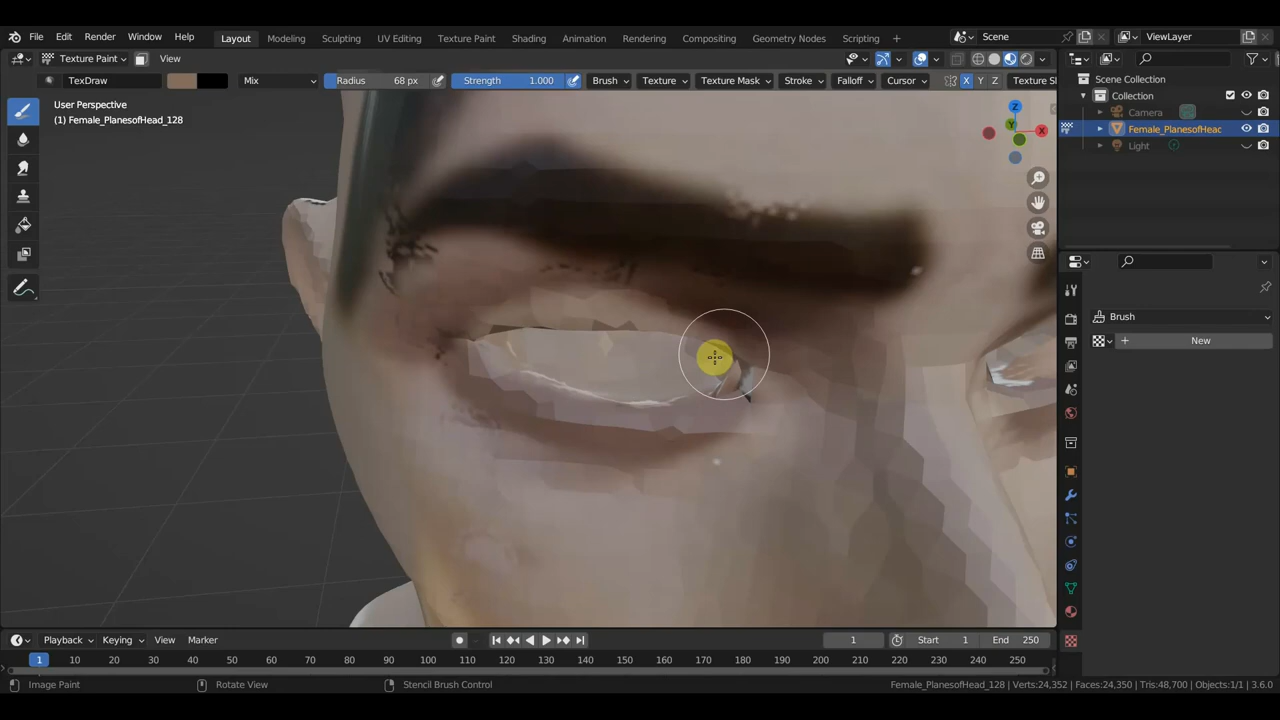 File Edit Render Window Help Layout Modeling Sculpting UV Editing Texture Paint Shading Animation Rendering Compositing Geometry Nodes Scripting + Scene ViewLayer
Texture Paint View
TexDraw Mix Radius 68 px Strength 1.000 Brush Texture Texture Mask Stroke Falloff Cursor X Y Z Texture Sl
User Perspective
(1) Female_PlanesofHead_128
Z
Y
X
Scene Collection
Collection
Camera
Female_PlanesofHeac
Light
Brush
+ New
Playback Keying View Marker 1 Start 1 End 250
1 10 20 30 40 50 60 70 80 90 100 110 120 130 140 150 160 170 180 190 200 210 220 230 240 250
Image Paint Rotate View Stencil Brush Control Female_PlanesofHead_128 | Verts:24,352 | Faces:24,350 | Tris:48,700 | Objects:1/1 | 3.6.0